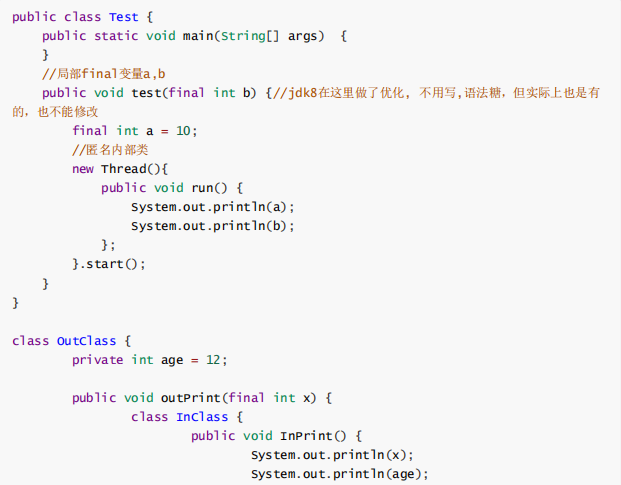 public class Test {
    public static void main(String[] args)  {
    }
    //局部final变量a,b
    public void test(final int b) {//jdk8在这里做了优化, 不用写,语法糖，但实际上也是有
的，也不能修改
        final int a = 10;
        //匿名内部类
        new Thread(){
            public void run() {
                System.out.println(a);
                System.out.println(b);
            };
        }.start();
    }
}

class OutClass {
        private int age = 12;

        public void outPrint(final int x) {
                class InClass {
                        public void InPrint() {
                                System.out.println(x);
                                System.out.println(age);